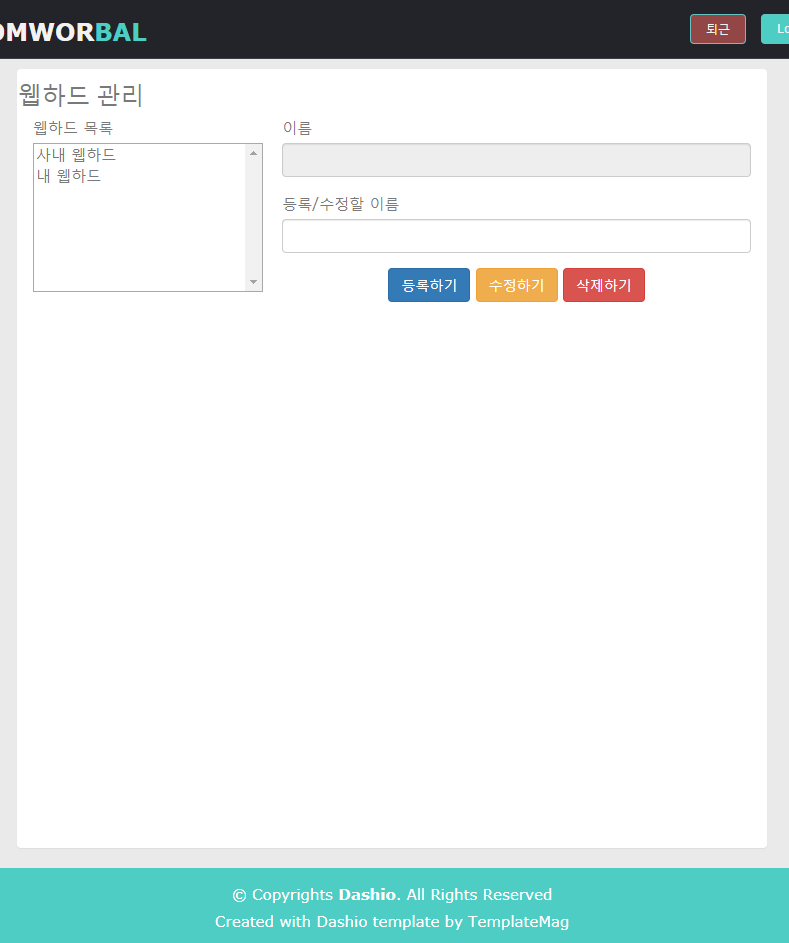 OMWORBAL
퇴근
Lo
웹하드 관리
웹하드 목록
이름
사내 웹하드
내 웹하드
등록/수정할 이름
등록하기 수정하기 삭제하기
© Copyrights Dashio. All Rights Reserved
Created with Dashio template by TemplateMag